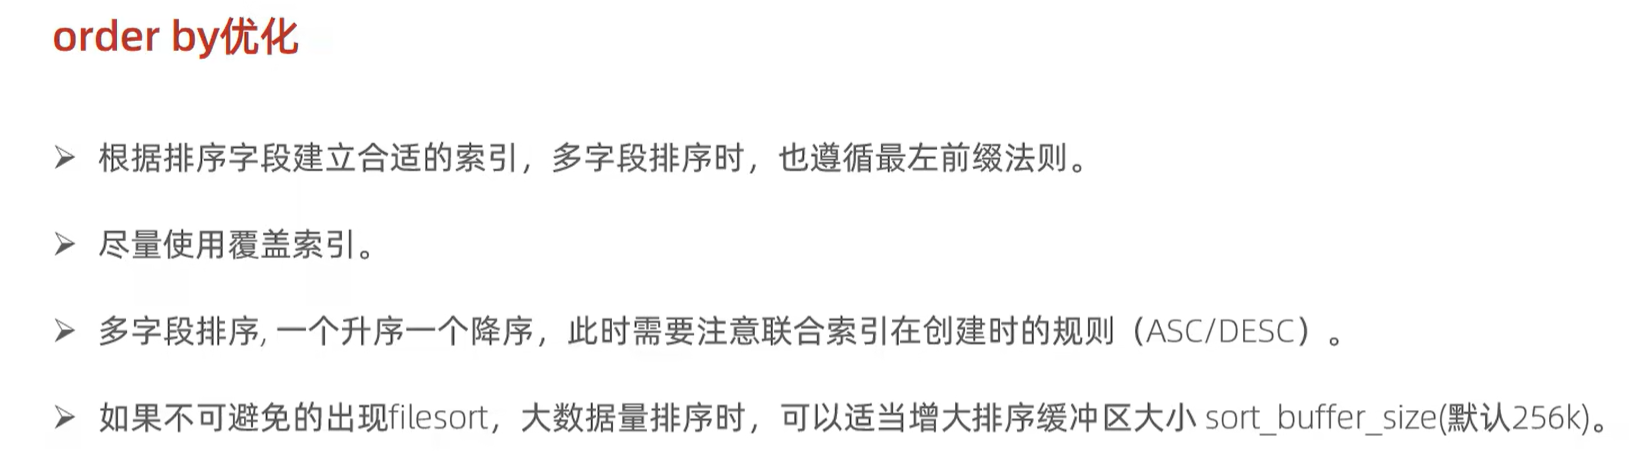 order by优化
➢ 根据排序字段建立合适的索引，多字段排序时，也遵循最左前缀法则。
➢ 尽量使用覆盖索引。
➢ 多字段排序, 一个升序一个降序，此时需要注意联合索引在创建时的规则（ASC/DESC）。
➢ 如果不可避免的出现filesort，大数据量排序时，可以适当增大排序缓冲区大小 sort_buffer_size(默认256k)。